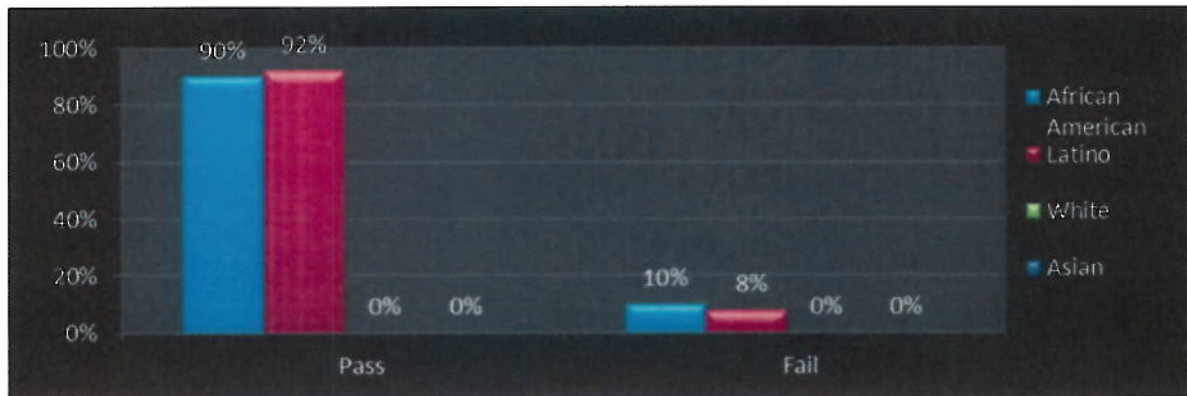 100%
80%
60%
40%
20%
0%
90%
92%
0%
0%
10%
8%
0%
0%
Pass
Fail
African
American
Latino
White
Asian